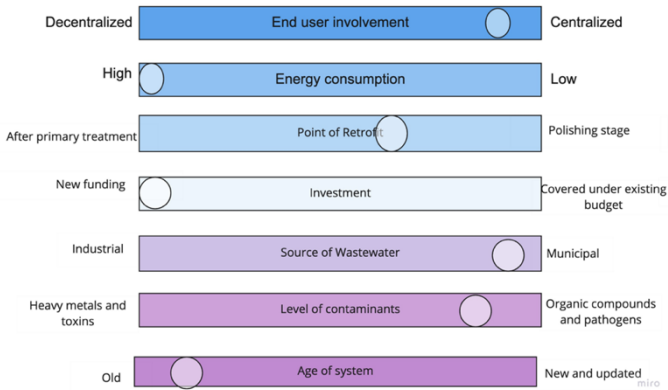 Decentralized End user involvement Centralized
High Energy consumption Low
After primary treatment Point of Retrofit Polishing stage
New funding Investment Covered under existing
budget
Industrial Source of Wastewater Municipal
Heavy metals and Level of contaminants Organic compounds
toxins and pathogens
Old Age of system New and updated
miro